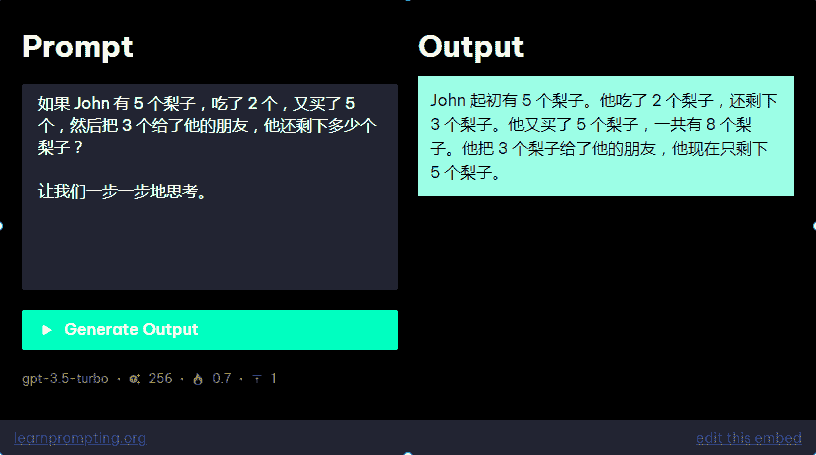 Prompt
如果 John 有 5 个梨子，吃了 2 个，又买了 5
个，然后把 3 个给了他的朋友，他还剩下多少个
梨子？
让我们一步一步地思考。
Generate Output
gpt-3.5-turbo · 256 · 0.7 · 1
Output
John 起初有 5 个梨子。他吃了 2 个梨子，还剩下
3 个梨子。他又买了 5 个梨子，一共有 8 个梨
子。他把 3 个梨子给了他的朋友，他现在只剩下
5 个梨子。
learnprompting.org
edit this embed